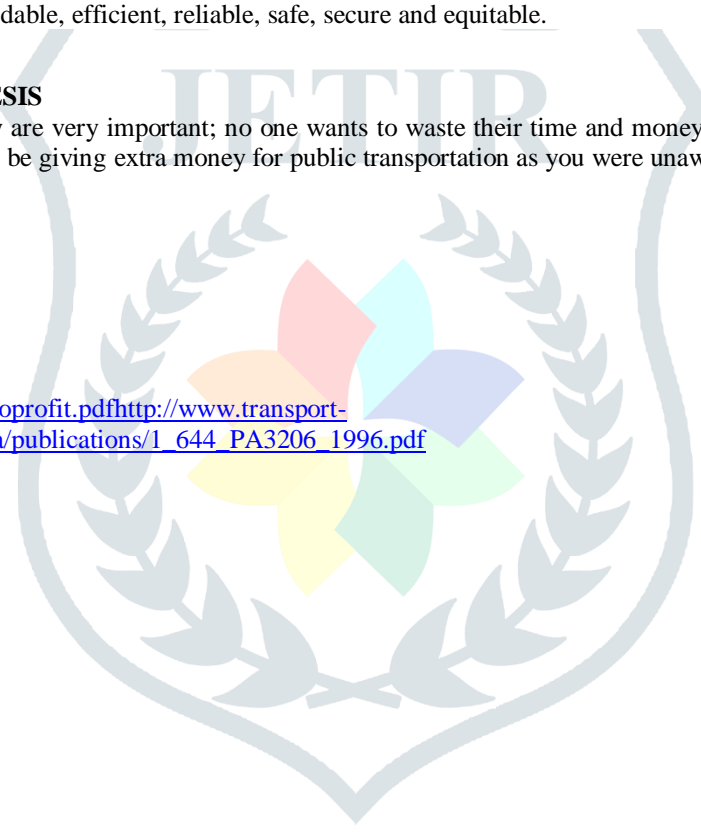 dable, efficient, reliable, safe, secure and equitable.
JETIR
ESIS
are very important; no one wants to waste their time and money
be giving extra money for public transportation as you were unaw
oprofit.pdfhttp://www.transport-
a/publications/1_644_PA3206_1996.pdf